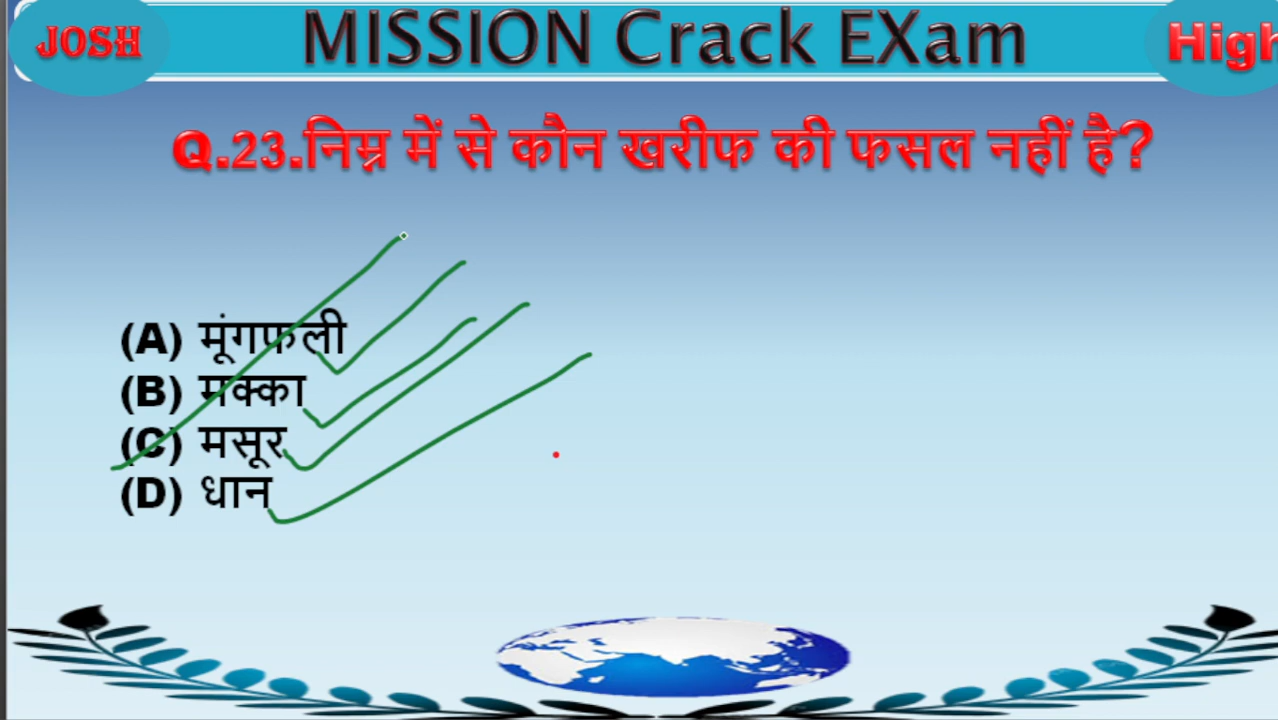 JOSH
MISSION Crack EXam
High
Q.23.निम्न में से कौन खरीफ की फसल नहीं है?
(A) मूंगफली
(B) मक्का
(C) मसूर
(D) धान